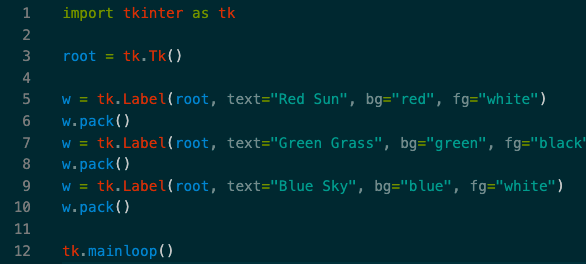 1 import tkinter as tk
2
3 root = tk.Tk()
4
5 w = tk.Label(root, text="Red Sun", bg="red", fg="white")
6 w.pack()
7 w = tk.Label(root, text="Green Grass", bg="green", fg="black"
8 w.pack()
9 w = tk.Label(root, text="Blue Sky", bg="blue", fg="white")
10 w.pack()
11
12 tk.mainloop()